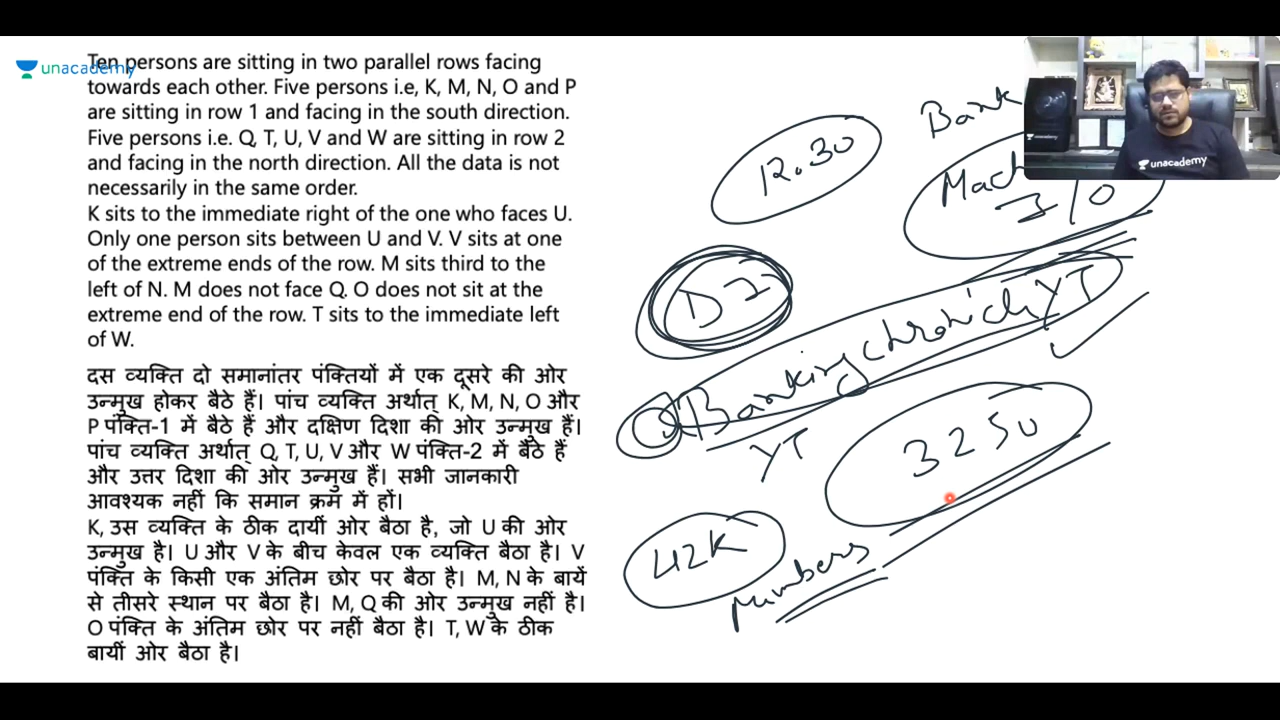 Ten persons are sitting in two parallel rows facing
unacademy
towards each other. Five persons i.e, K, M, N, O and P
are sitting in row 1 and facing in the south direction.
Five persons i.e. Q, T, U, V and W are sitting in row 2
and facing in the north direction. All the data is not
necessarily in the same order.
K sits to the immediate right of the one who faces U.
Only one person sits between U and V. V sits at one
of the extreme ends of the row. M sits third to the
left of N. M does not face Q. O does not sit at the
extreme end of the row. T sits to the immediate left
of W.
दस व्यक्ति दो समानांतर पंक्तियों में एक दूसरे की ओर
उन्मुख होकर बैठे हैं। पांच व्यक्ति अर्थात् K, M, N, O और
P पंक्ति-1 में बैठे हैं और दक्षिण दिशा की ओर उन्मुख हैं।
पांच व्यक्ति अर्थात् Q, T, U, V और W पंक्ति-2 में बैठे हैं
और उत्तर दिशा की ओर उन्मुख हैं। सभी जानकारी
आवश्यक नहीं कि समान क्रम में हों।
K, उस व्यक्ति के ठीक दायीं ओर बैठा है, जो U की ओर
उन्मुख है। U और V के बीच केवल एक व्यक्ति बैठा है। V
पंक्ति के किसी एक अंतिम छोर पर बैठा है। M, N के बायें
से तीसरे स्थान पर बैठा है। M, Q की ओर उन्मुख नहीं है।
O पंक्ति के अंतिम छोर पर नहीं बैठा है। T, W के ठीक
बायीं ओर बैठा है।
Bank
12.30
I/O
DI
YT
YT
3250
42K
Numbers
unacademy
unacademy